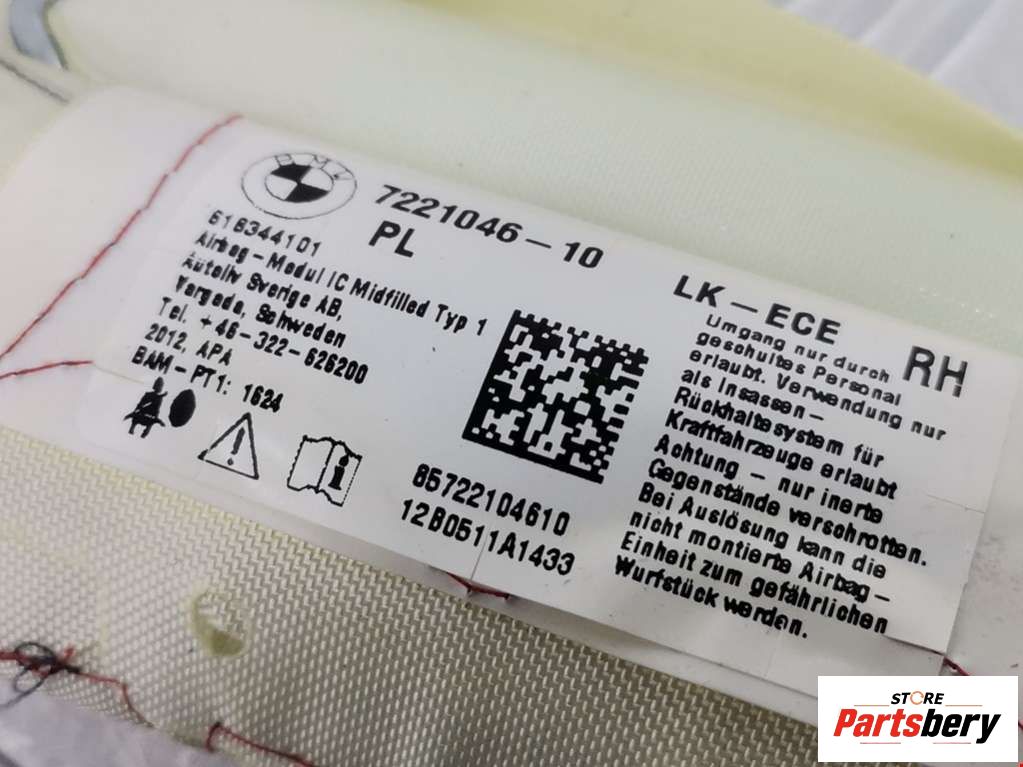 BMW
7221046-10
PL
616344101
Airbag-Modul IC Midfilled Typ 1
Autoliv Sverige AB,
Vargada, Schweden
Tel. +46-322-626200
2012, APA
BAM-PT1: 1624
85722104610
12B0511A1433
LK-ECE
RH
Umgang nur durch
geschultes Personal
erlaubt. Verwendung nur
als Insassen-
Rückhaltesystem für
Kraftfahrzeuge erlaubt
Achtung - nur inerte
Gegenstände verschrotten.
Bei Auslösung kann die
nicht montierte Airbag-
Einheit zum gefährlichen
Wurfstück werden.
STORE
Partsbery